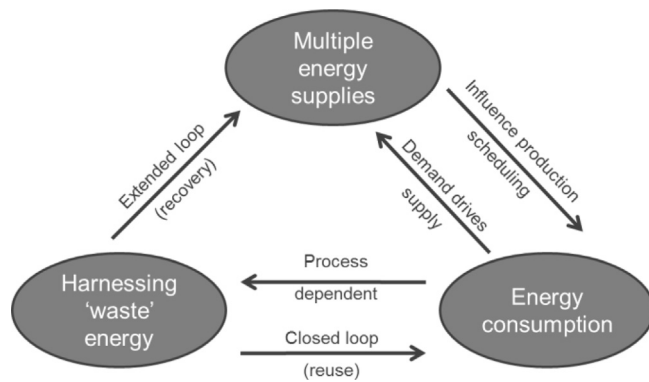 Multiple
energy
supplies
Extended loop
(recovery)
Influence production
scheduling
Demand drives
supply
Harnessing
‘waste’
energy
Process
dependent
Closed loop
(reuse)
Energy
consumption